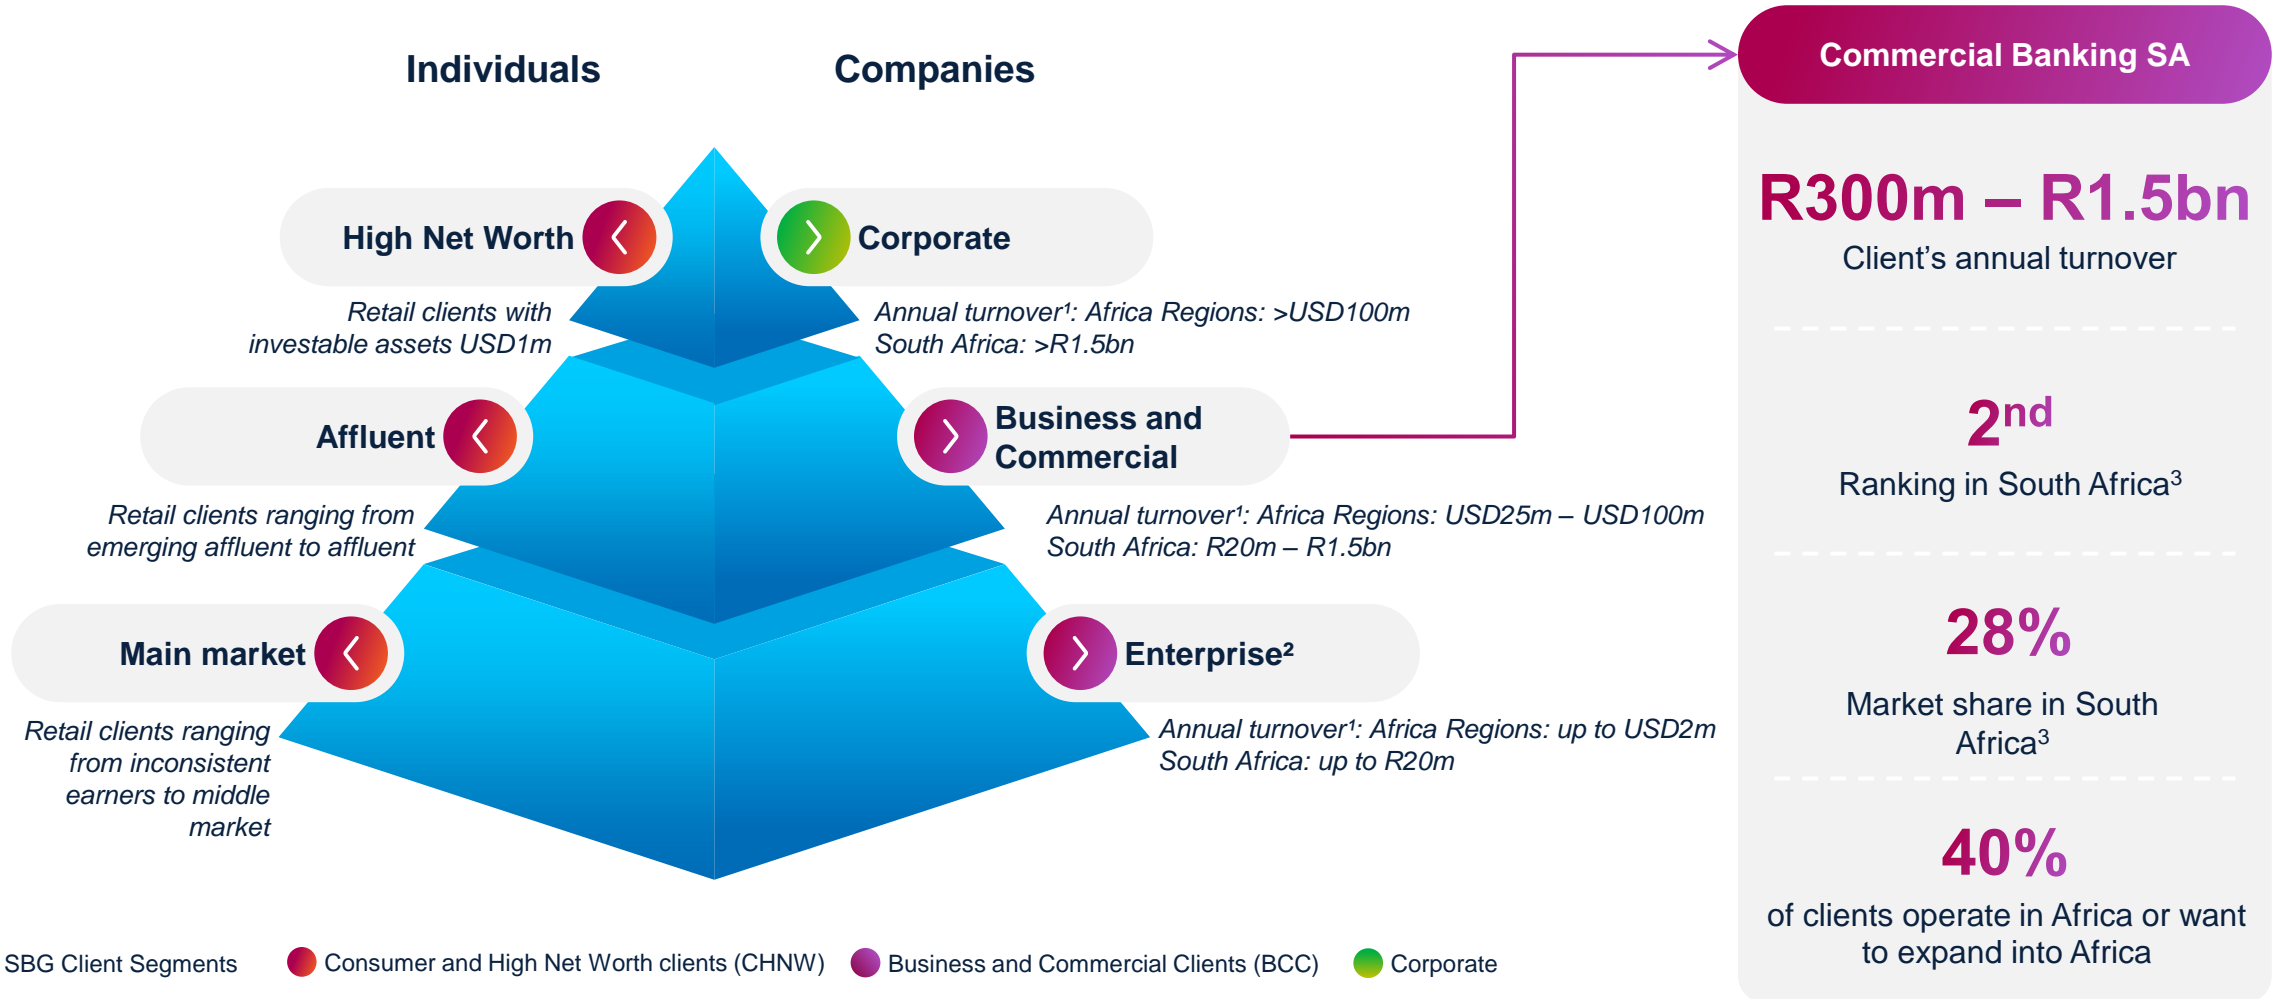 Individuals
Companies
High Net Worth
Retail clients with
investable assets USD1m
Corporate
Annual turnover¹: Africa Regions: >USD100m
South Africa: >R1.5bn
Affluent
Retail clients ranging from
emerging affluent to affluent
Business and
Commercial
Annual turnover¹: Africa Regions: USD25m – USD100m
South Africa: R20m – R1.5bn
Main market
Retail clients ranging
from inconsistent
earners to middle
market
Enterprise²
Annual turnover¹: Africa Regions: up to USD2m
South Africa: up to R20m
SBG Client Segments
Consumer and High Net Worth clients (CHNW)
Business and Commercial Clients (BCC)
Corporate
Commercial Banking SA
R300m – R1.5bn
Client’s annual turnover
2nd
Ranking in South Africa³
28%
Market share in South
Africa³
40%
of clients operate in Africa or want
to expand into Africa